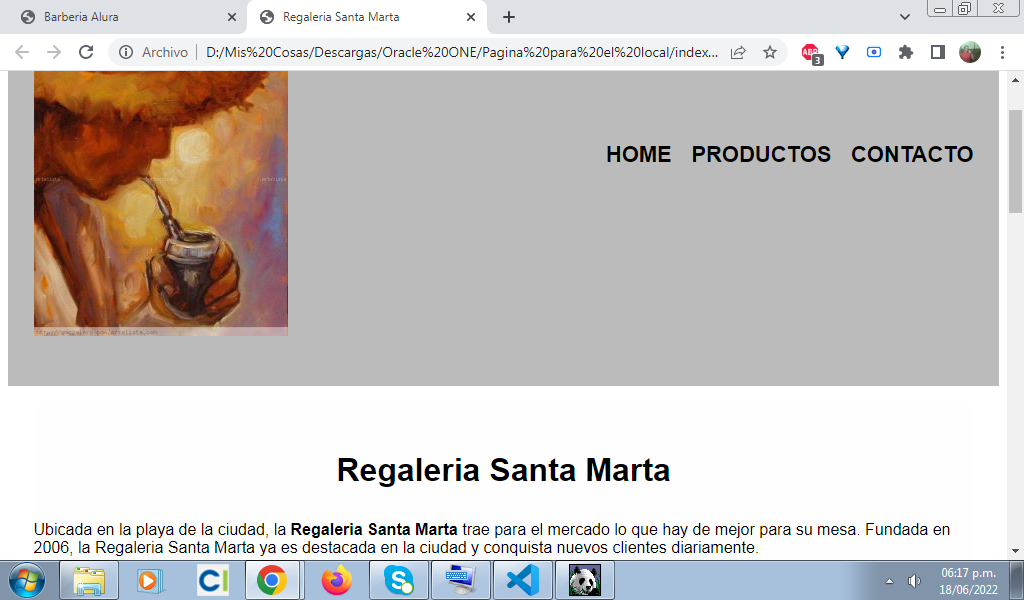 Barberia Alura
Regaleria Santa Marta
Archivo
D:/Mis%20Cosas/Descargas/Oracle%20ONE/Pagina%20para%20el%20local/index...
ABP
3
HOME PRODUCTOS CONTACTO
Regaleria Santa Marta
Ubicada en la playa de la ciudad, la Regaleria Santa Marta trae para el mercado lo que hay de mejor para su mesa. Fundada en
2006, la Regaleria Santa Marta ya es destacada en la ciudad y conquista nuevos clientes diariamente.
CI
06:17 p.m.
18/06/2022